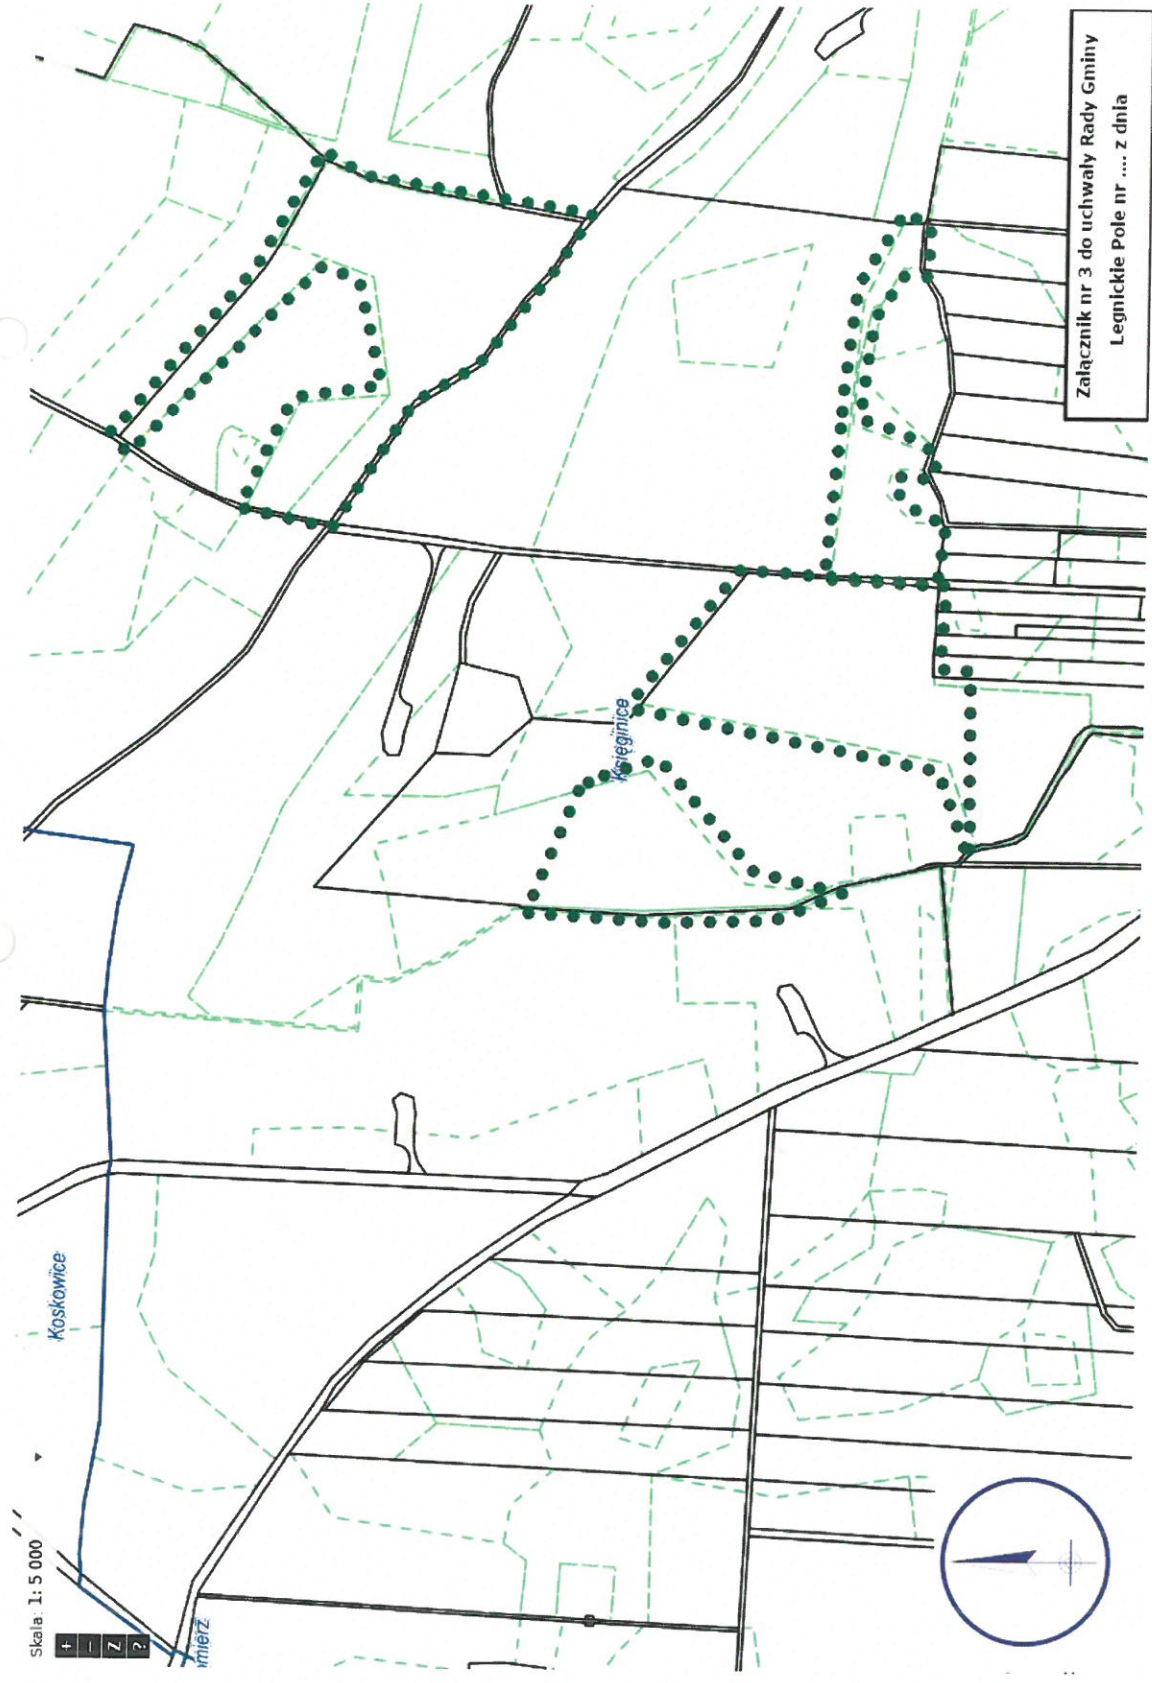 Skala: 1: 5 000
+
−
Z
?
Koskowice
Księginice
mierz
Załącznik nr 3 do uchwały Rady Gminy
Legnickie Pole nr .... z dnia